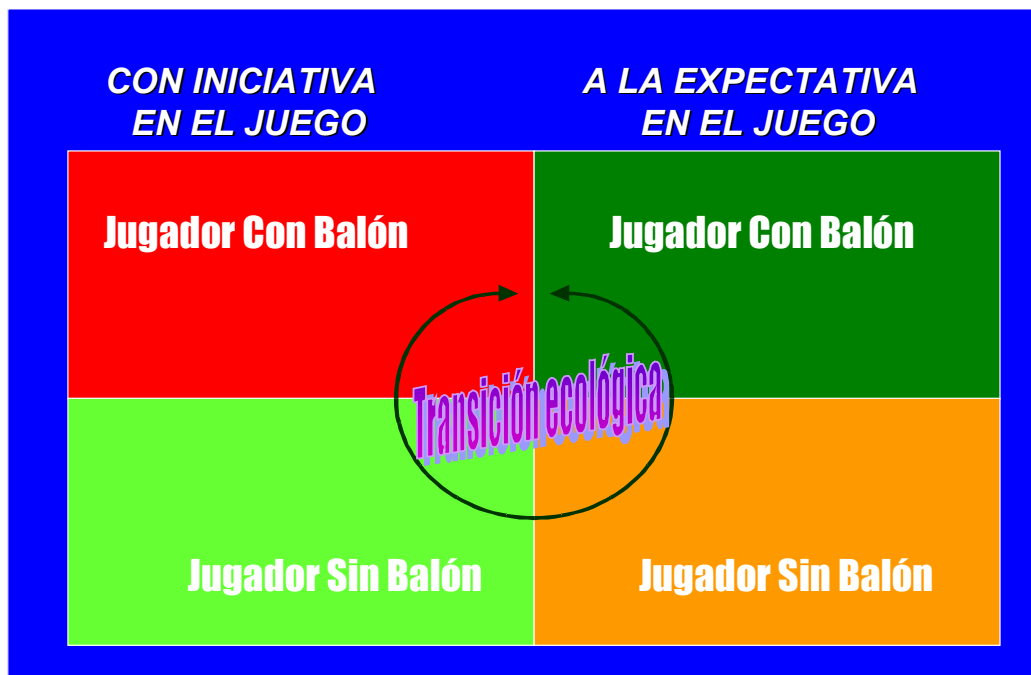 CON INICIATIVA
EN EL JUEGO
A LA EXPECTATIVA
EN EL JUEGO
Jugador Con Balón
Jugador Con Balón
Transición ecológica
Jugador Sin Balón
Jugador Sin Balón